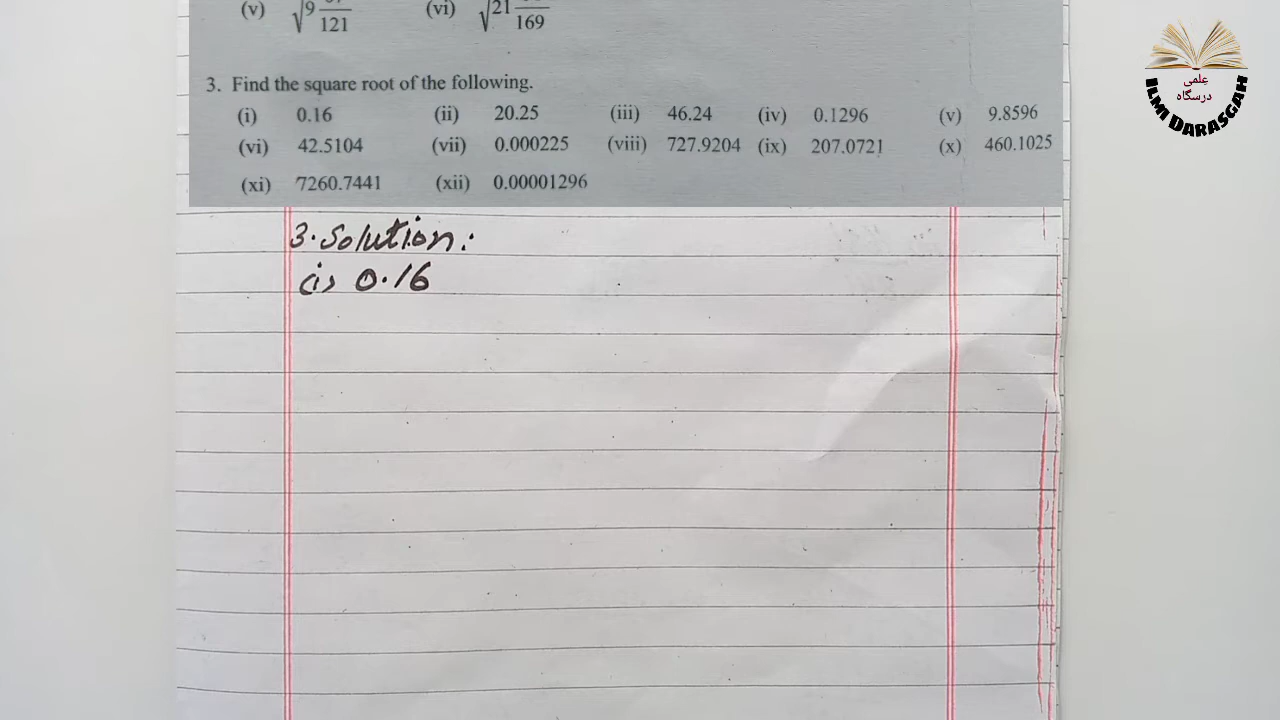 (v) √9 /121 (vi) √21 /169
3. Find the square root of the following.
(i) 0.16 (ii) 20.25 (iii) 46.24 (iv) 0.1296 (v) 9.8596
(vi) 42.5104 (vii) 0.000225 (viii) 727.9204 (ix) 207.0721 (x) 460.1025
(xi) 7260.7441 (xii) 0.00001296
3. Solution:
(i) 0.16
علمی
درسگاہ
ILM DARASGAH